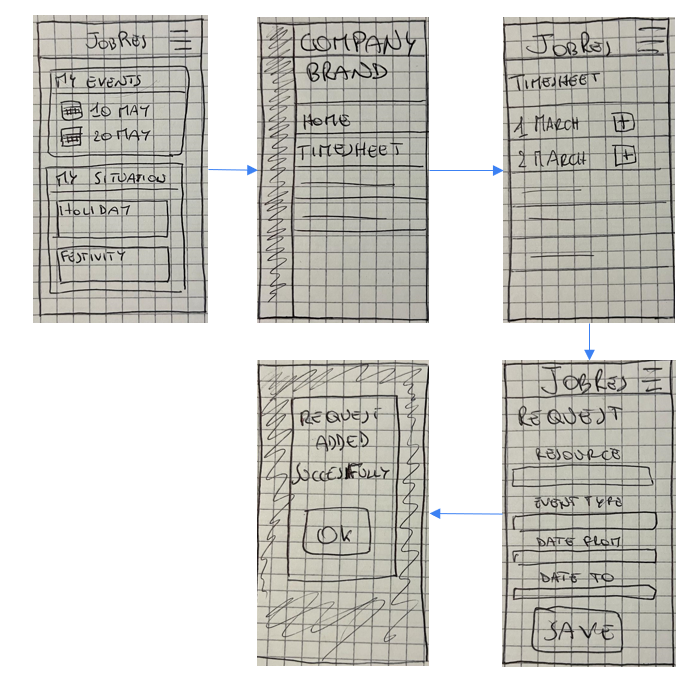 JOBRES
MY EVENTS
10 MAY
20 MAY
MY SITUATION
HOLIDAY
FESTIVITY
COMPANY
BRAND
HOME
TIMESHEET
JOBRES
TIMESHEET
1 MARCH
2 MARCH
JOBRES
REQUEST
RESOURCE
EVENT TYPE
DATE FROM
DATE TO
SAVE
REQUEST
ADDED
SUCCESSFULLY
OK